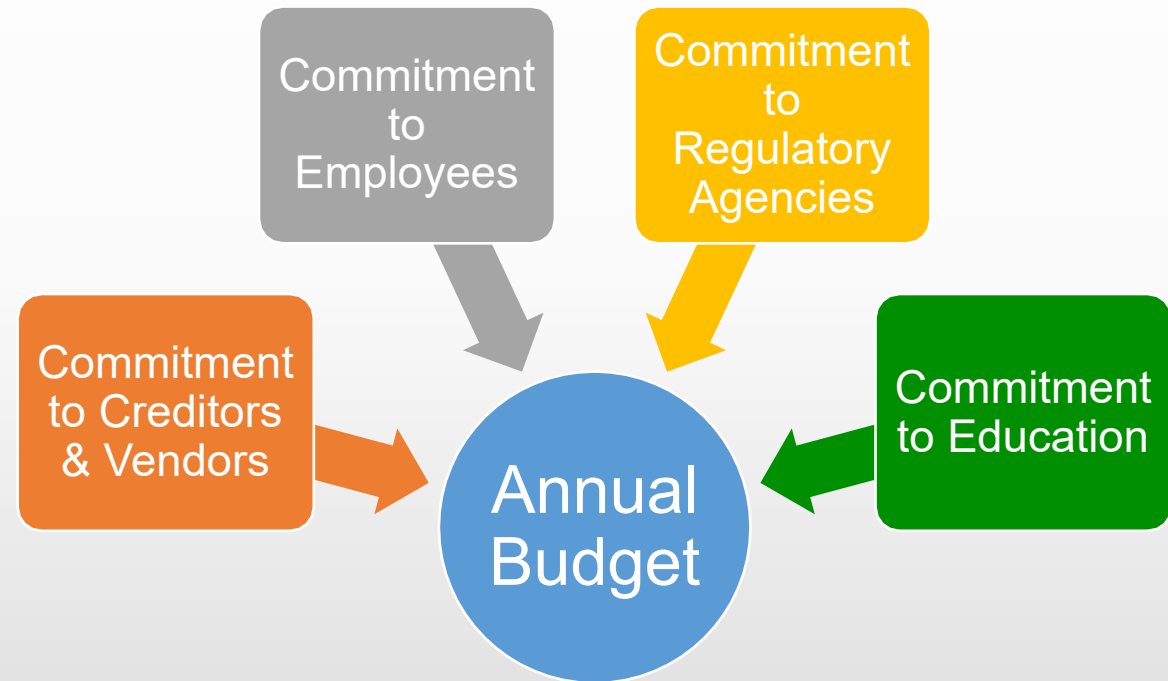 Commitment
to
Employees
Commitment
to
Regulatory
Agencies
Commitment
to Creditors
& Vendors
Commitment
to Education
Annual
Budget